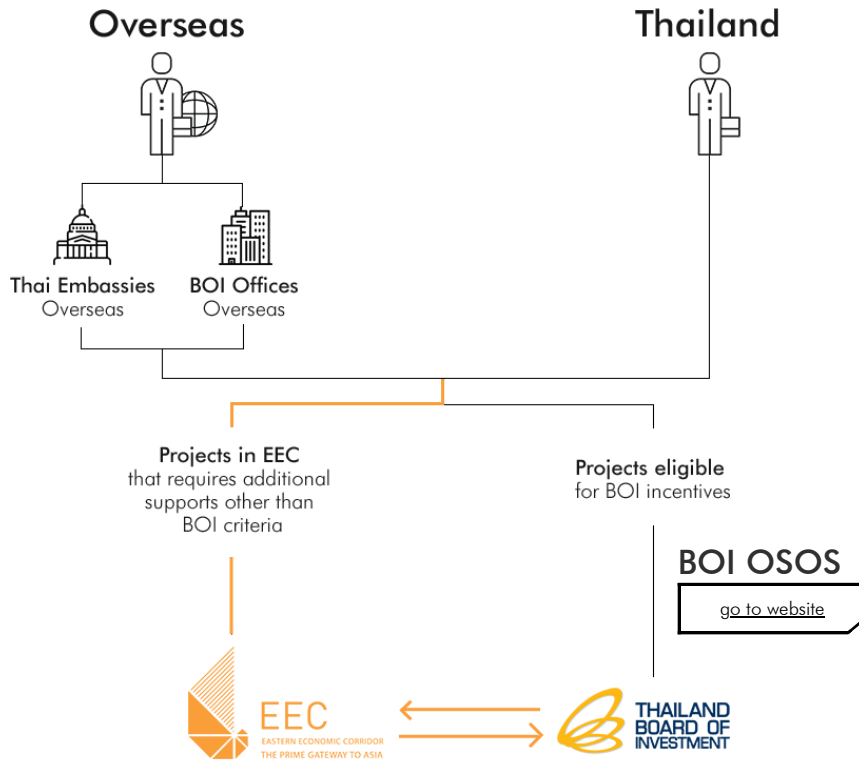 Overseas
Thailand
Thai Embassies
Overseas
BOI Offices
Overseas
Projects in EEC
that requires additional
supports other than
BOI criteria
Projects eligible
for BOI incentives
BOI OSOS
go to website
EEC
EASTERN ECONOMIC CORRIDOR
THE PRIME GATEWAY TO ASIA
THAILAND
BOARD OF
INVESTMENT